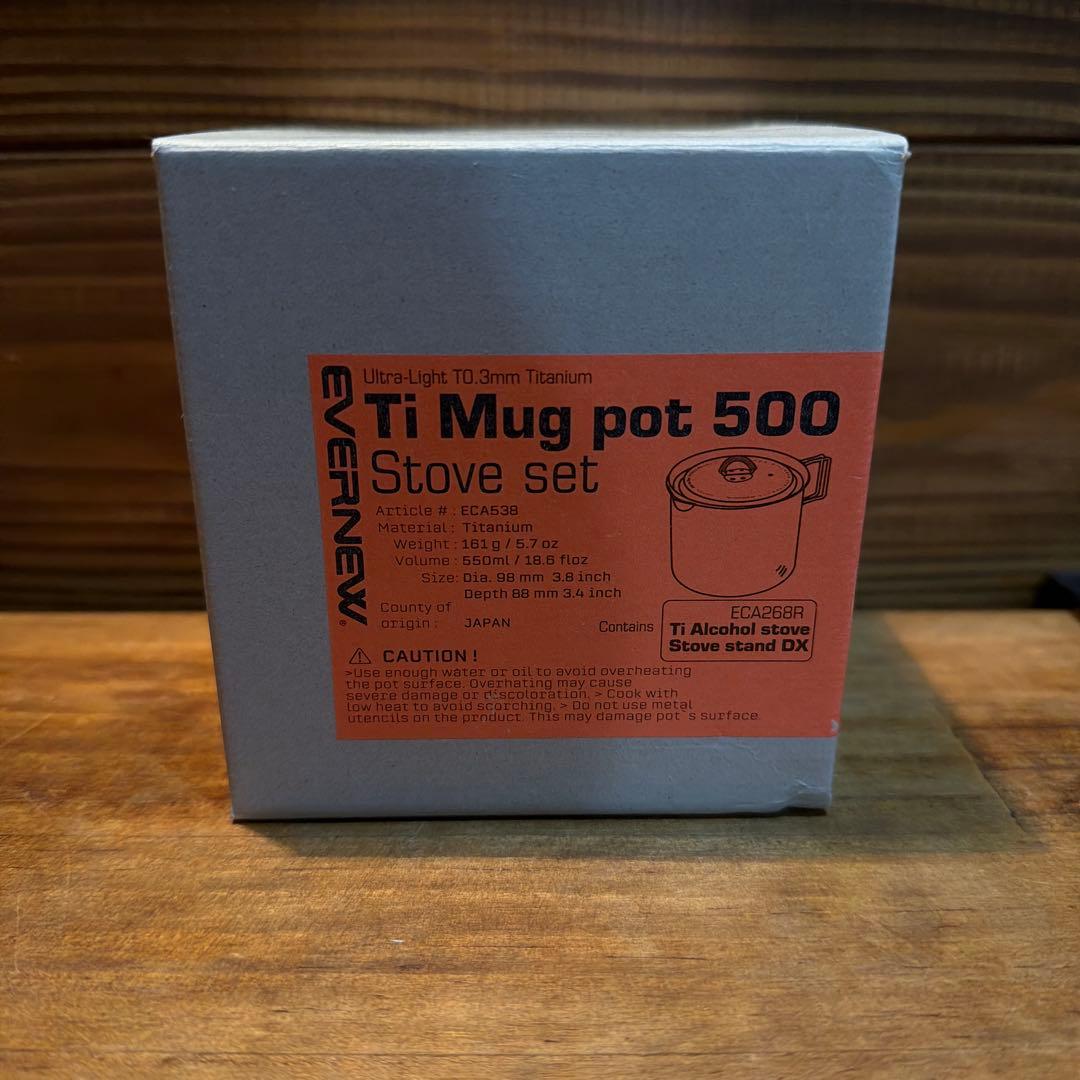 EVERNEW®
Ultra-Light T0.3mm Titanium
Ti Mug pot 500
Stove set
Article # : ECA538
Material : Titanium
Weight : 161 g / 5.7 oz
Volume : 550ml / 18.6 floz
Size: Dia. 98 mm 3.8 inch
Depth 88 mm 3.4 inch
County of
origin : JAPAN
Contains
ECA268R
Ti Alcohol stove
Stove stand DX
CAUTION !
>Use enough water or oil to avoid overheating
the pot surface. Overhating may cause
severe damage or discoloration. > Cook with
low heat to avoid scorching. > Do not use metal
utencils on the product. This may damage pot`s surface.